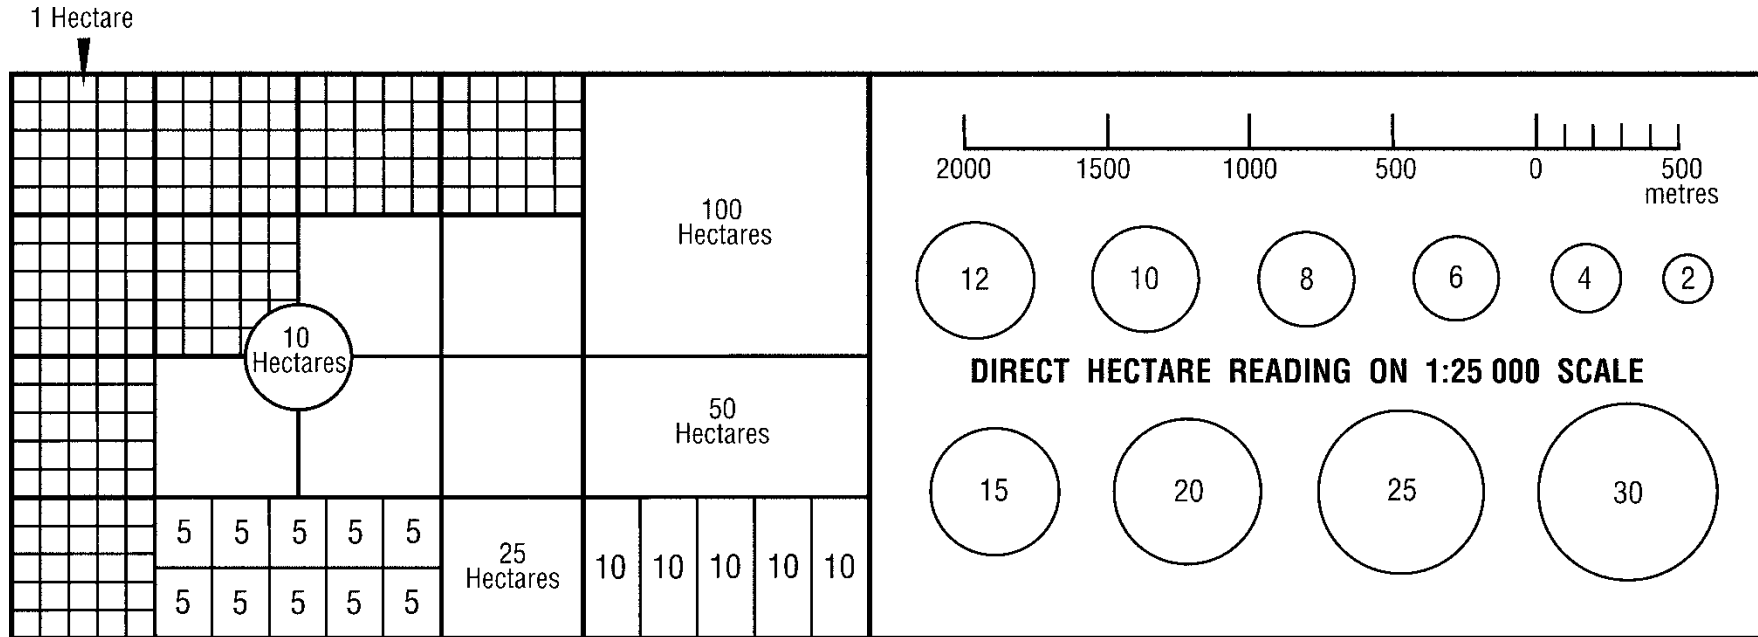 1 Hectare
100
Hectares
10
Hectares
50
Hectares
5 5 5 5 5
5 5 5 5 5
25
Hectares
10 10 10 10 10
2000 1500 1000 500 0 500
metres
12 10 8 6 4 2
DIRECT HECTARE READING ON 1:25 000 SCALE
15 20 25 30